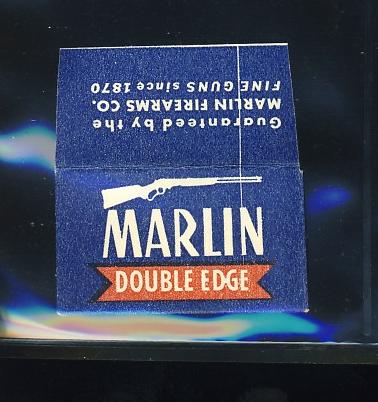 Guaranteed by the
MARLIN FIREARMS CO.
FINE GUNS since 1870
MARLIN
DOUBLE EDGE